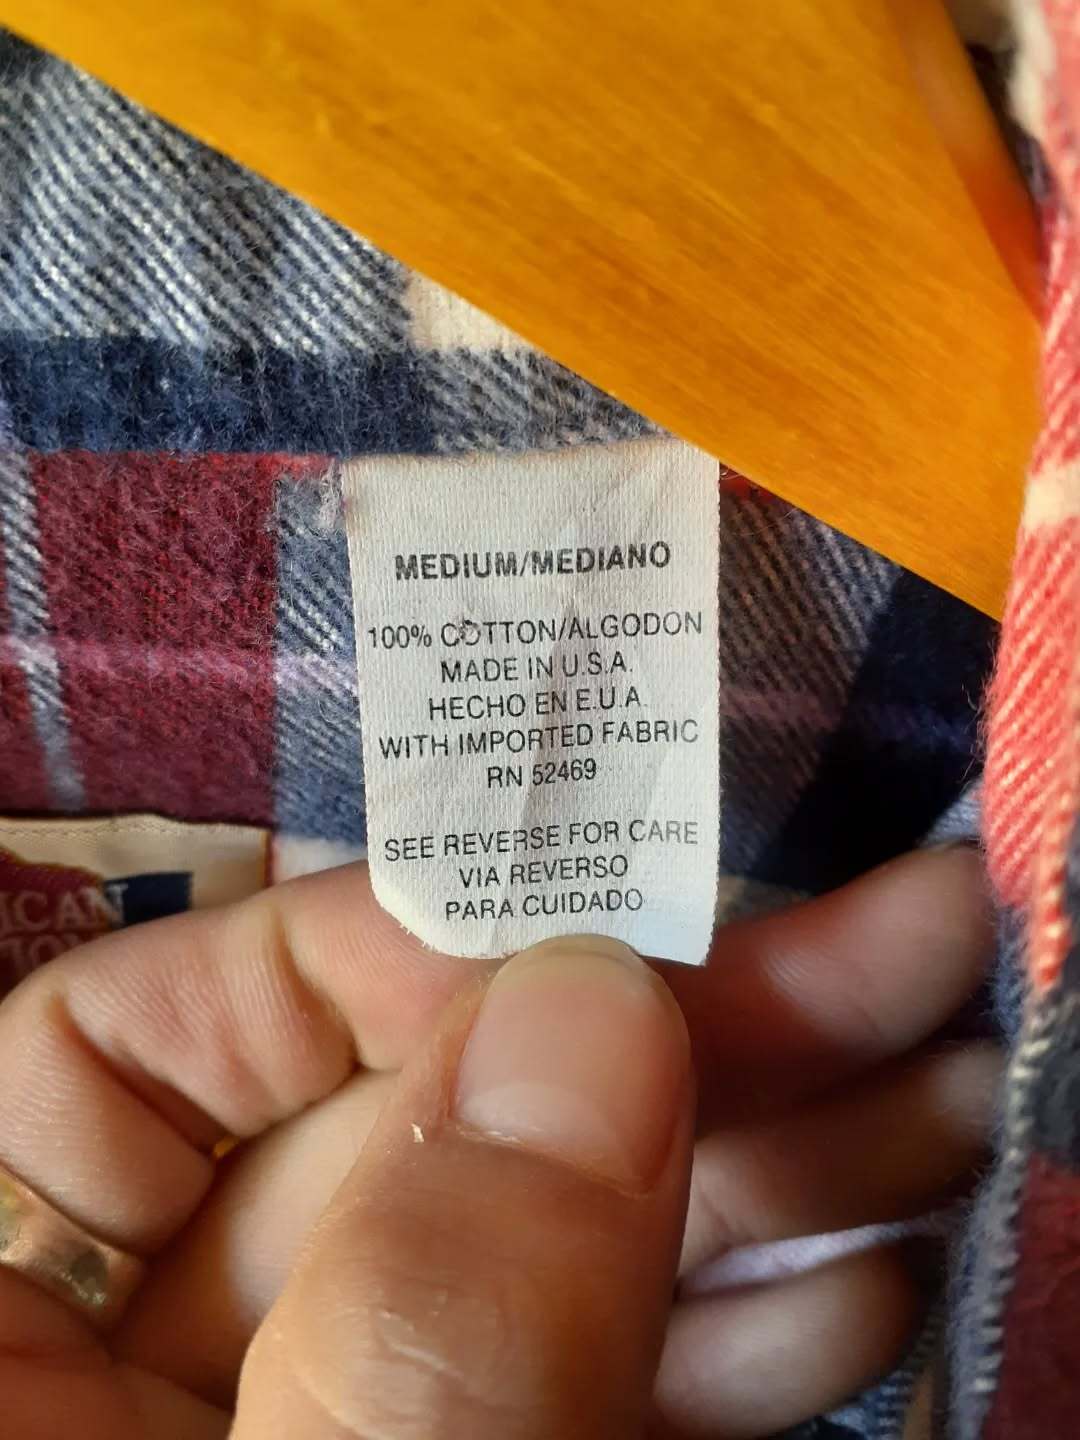 MEDIUM/MEDIANO
100% COTTON/ALGODON
MADE IN U.S.A.
HECHO EN E.U.A.
WITH IMPORTED FABRIC
RN 52469
SEE REVERSE FOR CARE
VIA REVERSO
PARA CUIDADO